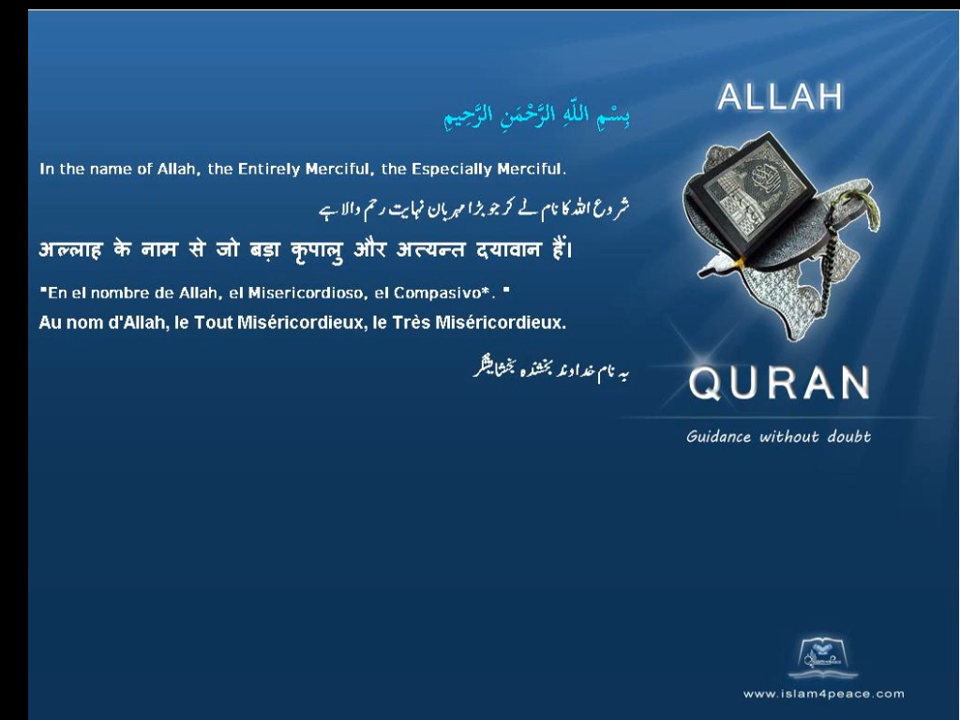 بِسْمِ اللَّهِ الرَّحْمَنِ الرَّحِيمِ
In the name of Allah, the Entirely Merciful, the Especially Merciful.
شروع الله کا نام لے کر جو بڑا مہربان نہایت رحم والا ہے
अल्लाह के नाम से जो बड़ा कृपालु और अत्यन्त दयावान हैं।
"En el nombre de Allah, el Misericordioso, el Compasivo*. "
Au nom d'Allah, le Tout Miséricordieux, le Très Miséricordieux.
به نام خداوند بخشنده بخشایشگر
ALLAH
QURAN
Guidance without doubt
www.islam4peace.com